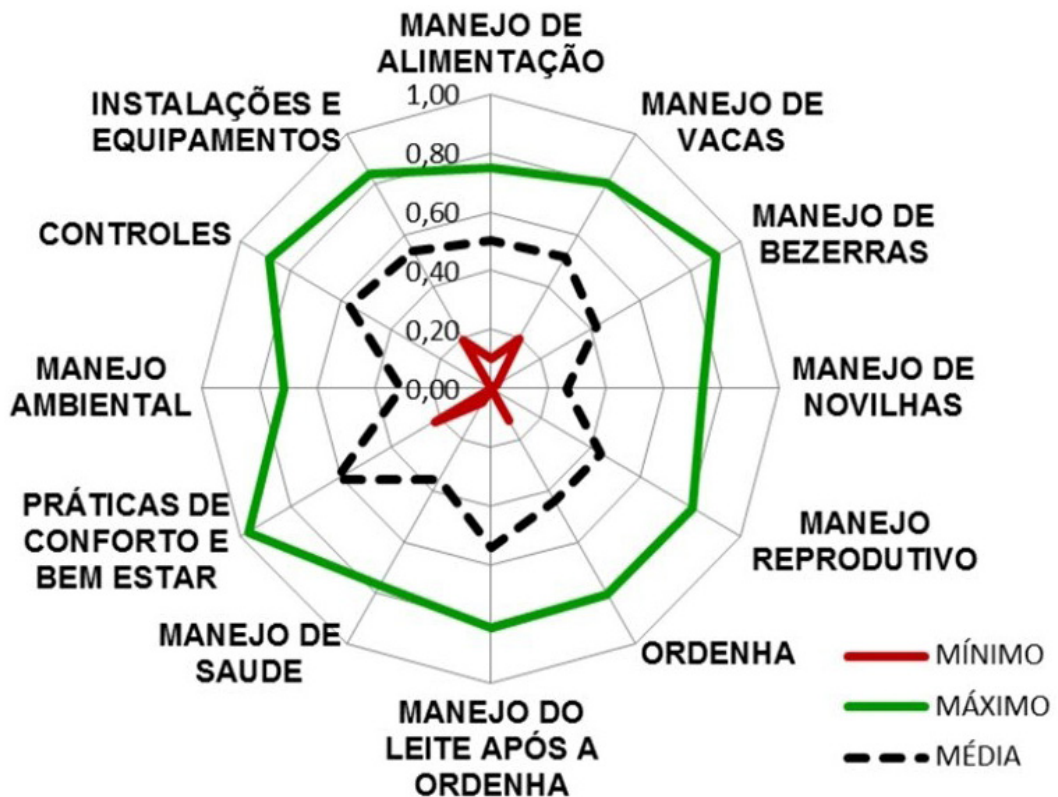 MANEJO DE
ALIMENTAÇÃO
MANEJO DE
VACAS
MANEJO DE
BEZERRAS
MANEJO DE
NOVILHAS
MANEJO
REPRODUTIVO
ORDENHA
MANEJO DO
LEITE APÓS A
ORDENHA
MANEJO DE
SAUDE
PRÁTICAS DE
CONFORTO E
BEM ESTAR
MANEJO
AMBIENTAL
CONTROLES
INSTALAÇÕES E
EQUIPAMENTOS
1,00
0,80
0,60
0,40
0,20
0,00
MÍNIMO
MÁXIMO
MÉDIA